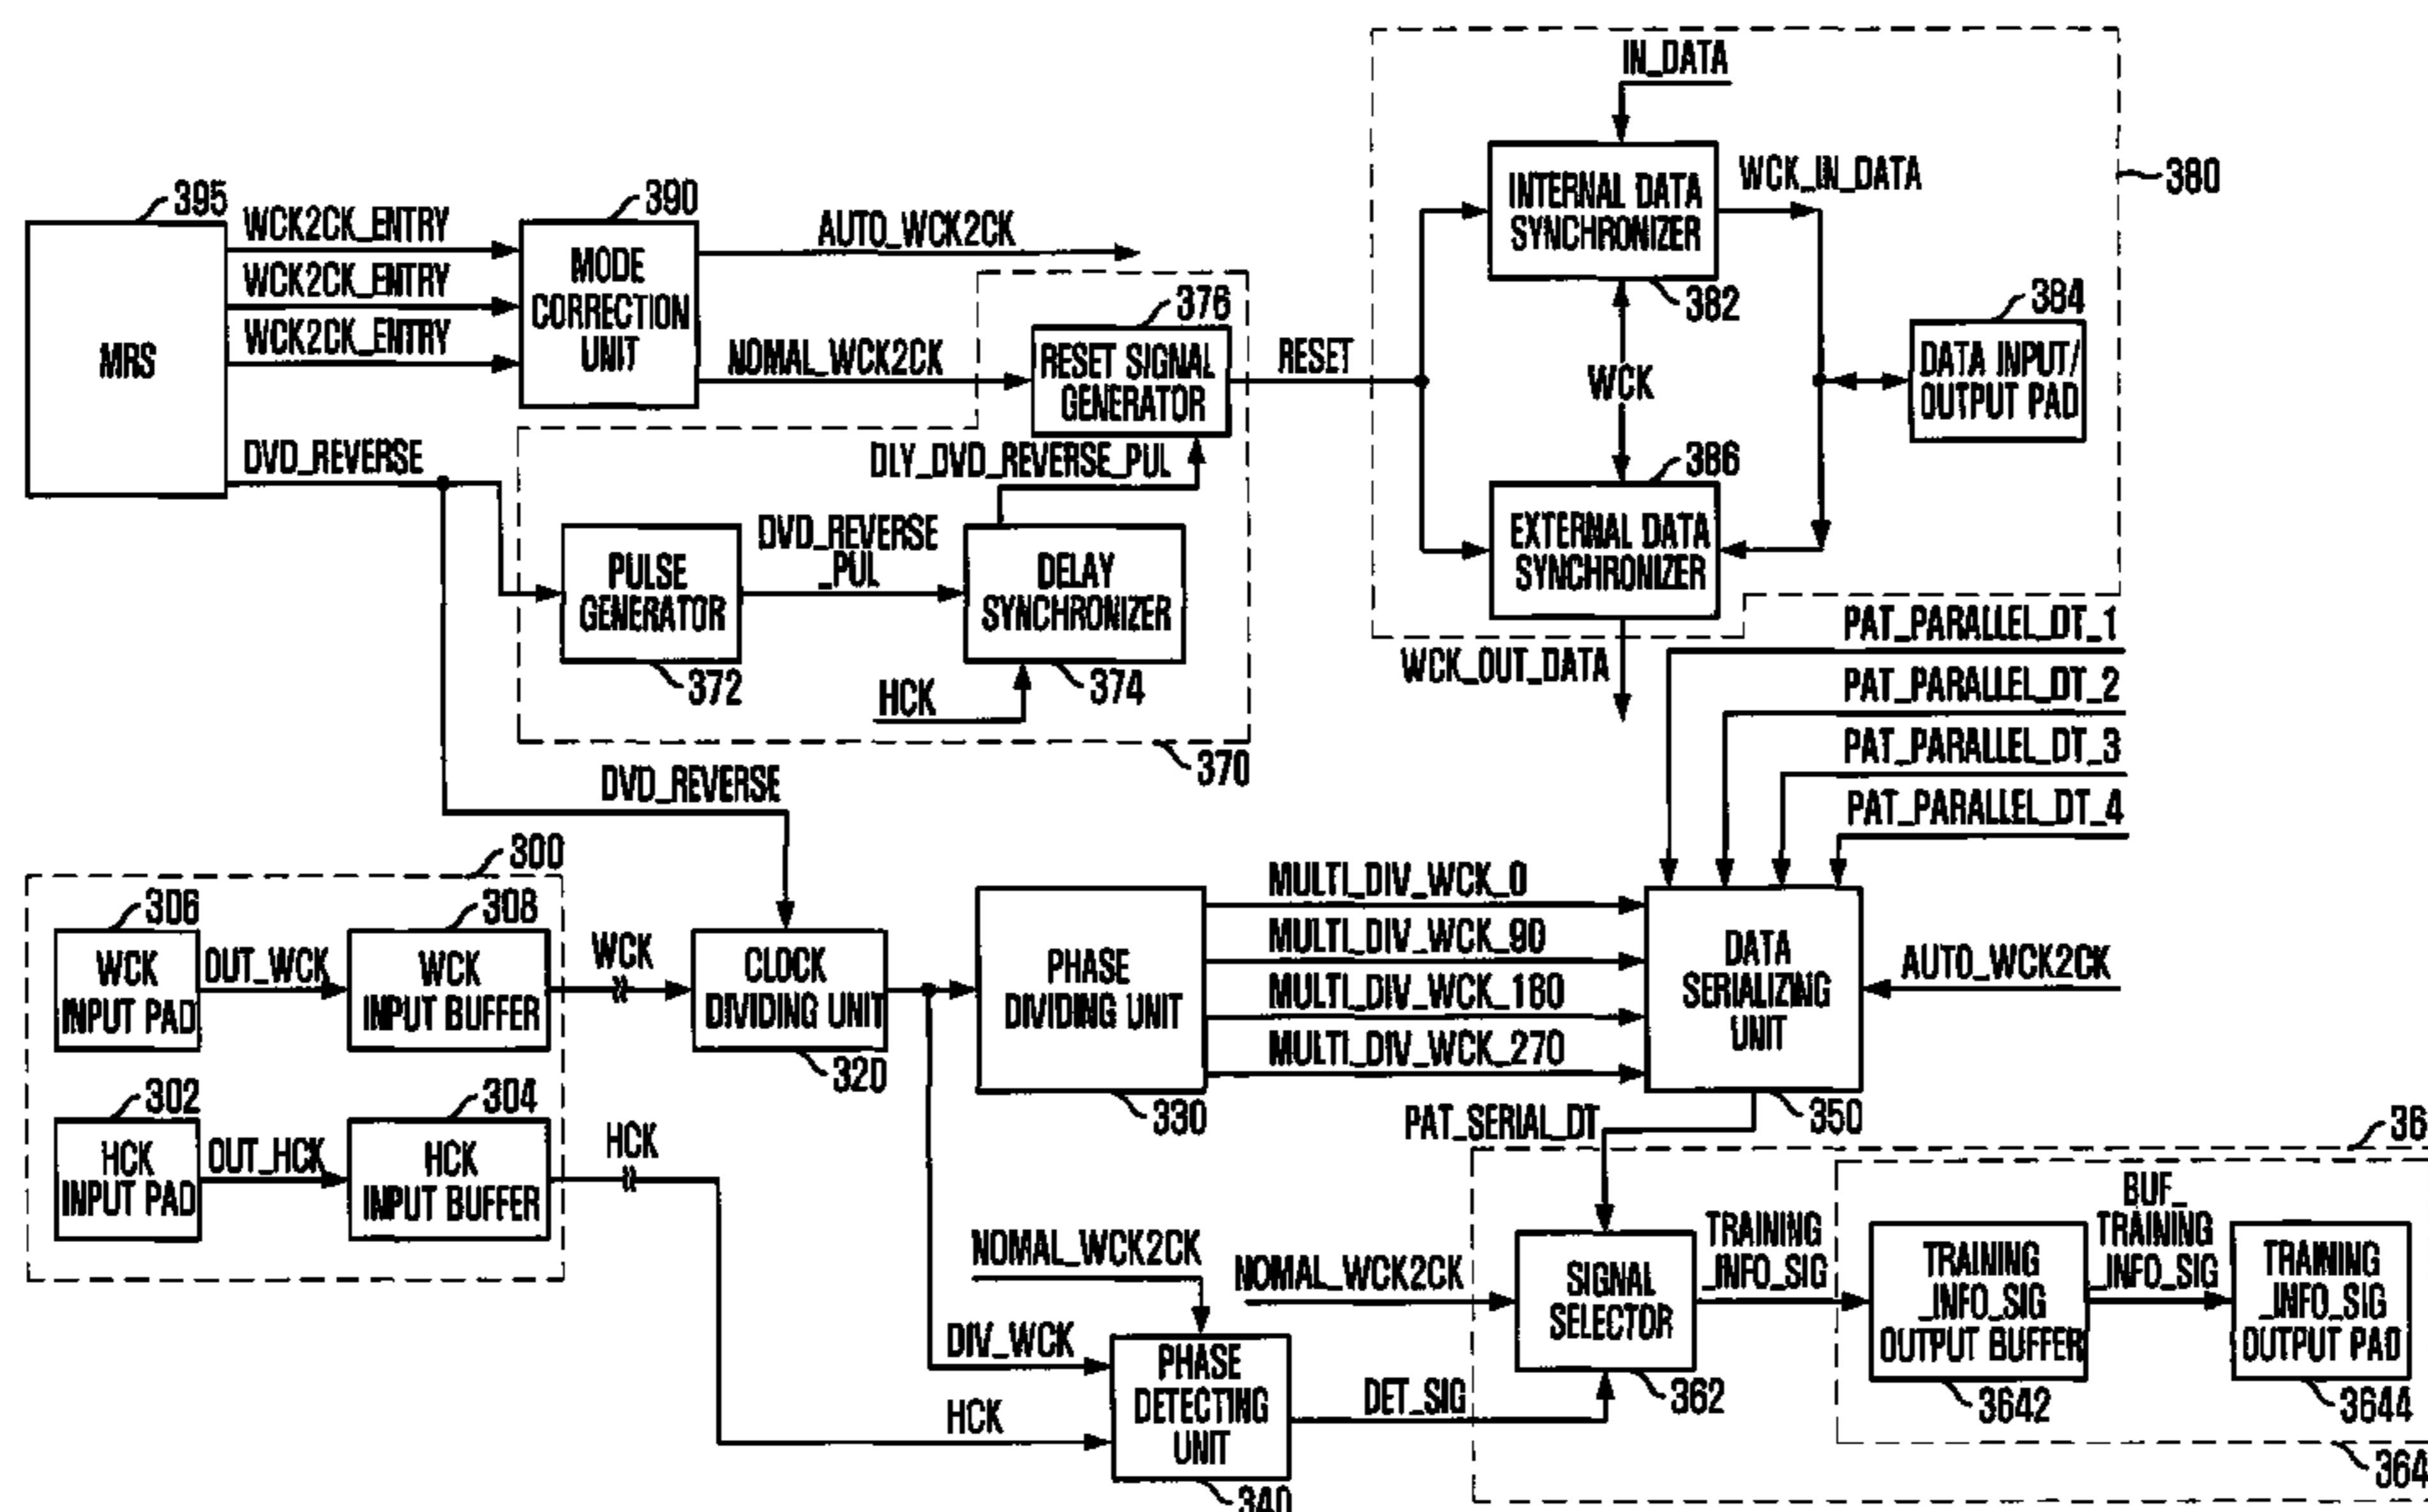 IN_DATA
395
WCK2CK_ENTRY
WCK2CK_ENTRY
WCK2CK_ENTRY
MRS
DVD_REVERSE
390
MODE
CORRECTION
UNIT
AUTO_WCK2CK
NOMAL_WCK2CK
376
RESET SIGNAL
GENERATOR
RESET
DLY_DVD_REVERSE_PUL
PULSE
GENERATOR
372
DVD_REVERSE
_PUL
DELAY
SYNCHRONIZER
374
HCK
370
INTERNAL DATA
SYNCHRONIZER
382
WCK_IN_DATA
380
WCK
384
DATA INPUT/
OUTPUT PAD
386
EXTERNAL DATA
SYNCHRONIZER
WCK_OUT_DATA
PAT_PARALLEL_DT_1
PAT_PARALLEL_DT_2
PAT_PARALLEL_DT_3
PAT_PARALLEL_DT_4
DVD_REVERSE
300
306
WCK
INPUT PAD
OUT_WCK
308
WCK
INPUT BUFFER
WCK
302
HCK
INPUT PAD
OUT_HCK
304
HCK
INPUT BUFFER
HCK
CLOCK
DIVIDING UNIT
320
PHASE
DIVIDING UNIT
330
MULTI_DIV_WCK_0
MULTI_DIV_WCK_90
MULTI_DIV_WCK_180
MULTI_DIV_WCK_270
DATA
SERIALIZING
UNIT
350
AUTO_WCK2CK
PAT_SERIAL_DT
NOMAL_WCK2CK
DIV_WCK
HCK
PHASE
DETECTING
UNIT
340
DET_SIG
NOMAL_WCK2CK
SIGNAL
SELECTOR
362
TRAINING
_INFO_SIG
36
TRAINING
_INFO_SIG
OUTPUT BUFFER
3642
BUF_
TRAINING
_INFO_SIG
TRAINING
_INFO_SIG
OUTPUT PAD
3644
364